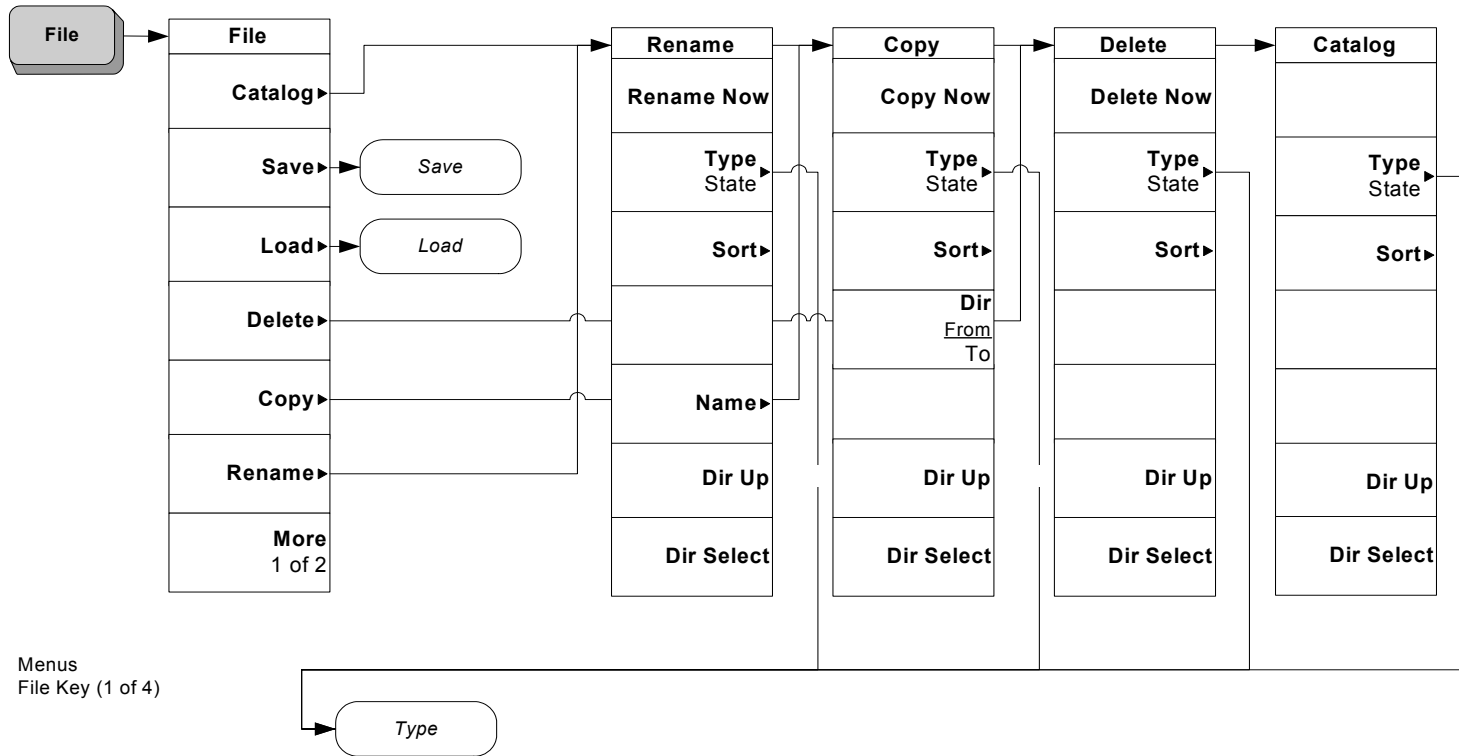 File
File
Catalog
Save
Load
Delete
Copy
Rename
More
1 of 2
Save
Load
Rename
Rename Now
Type
State
Sort
Name
Dir Up
Dir Select
Copy
Copy Now
Type
State
Sort
Dir
From
To
Dir Up
Dir Select
Delete
Delete Now
Type
State
Sort
Dir Up
Dir Select
Catalog
Type
State
Sort
Dir Up
Dir Select
Menus
File Key (1 of 4)
Type